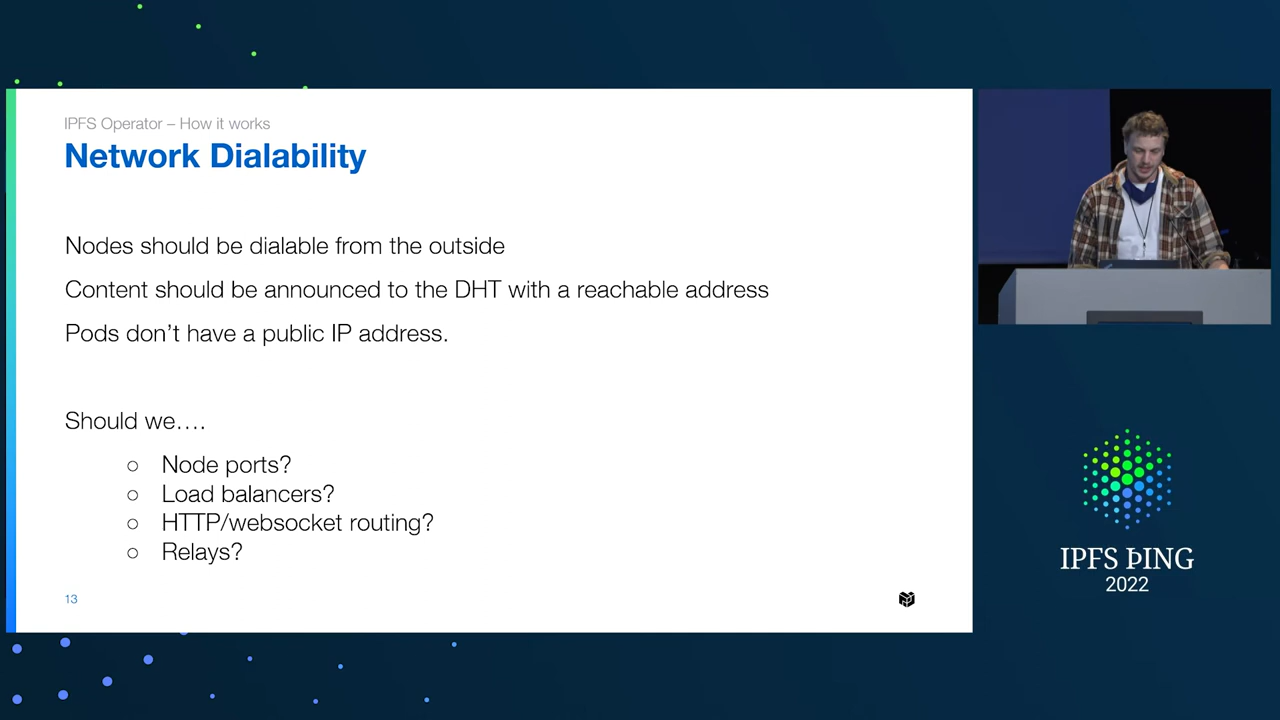 IPFS Operator – How it works
Network Dialability
Nodes should be dialable from the outside
Content should be announced to the DHT with a reachable address
Pods don’t have a public IP address.
Should we….
○ Node ports?
○ Load balancers?
○ HTTP/websocket routing?
○ Relays?
13
IPFS ÞING
2022